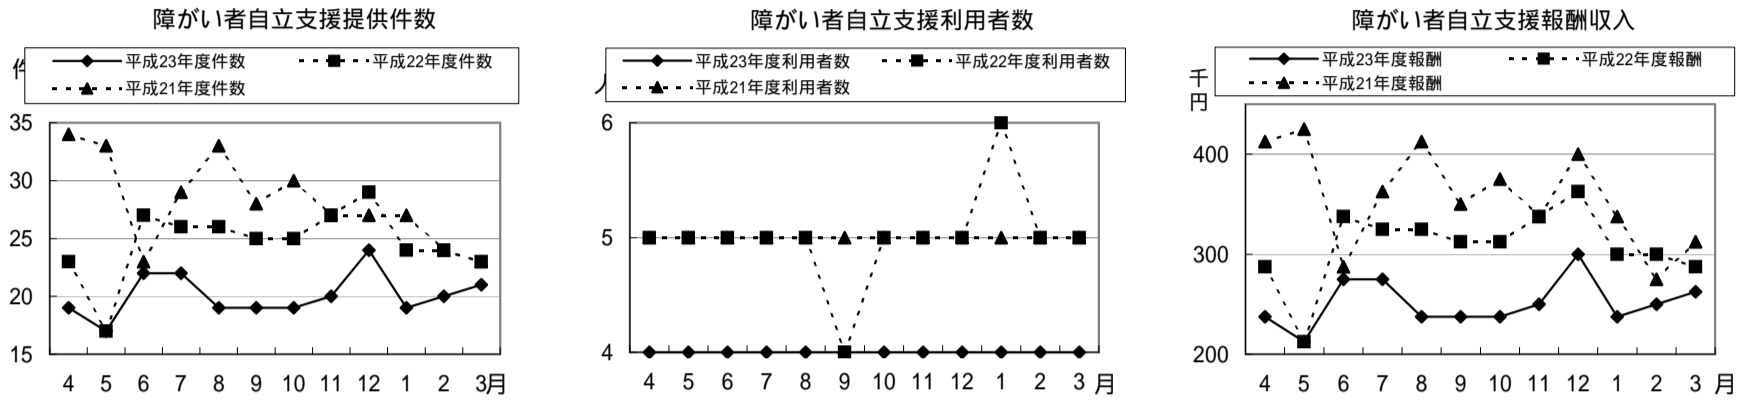 障がい者自立支援提供件数
件
平成23年度件数
平成22年度件数
平成21年度件数
35
30
25
20
15
4 5 6 7 8 9 10 11 12 1 2 3月
障がい者自立支援利用者数
平成23年度利用者数
平成22年度利用者数
平成21年度利用者数
6
5
4
4 5 6 7 8 9 10 11 12 1 2 3 月
障がい者自立支援報酬収入
千円
平成23年度報酬
平成22年度報酬
平成21年度報酬
400
300
200
4 5 6 7 8 9 10 11 12 1 2 3 月